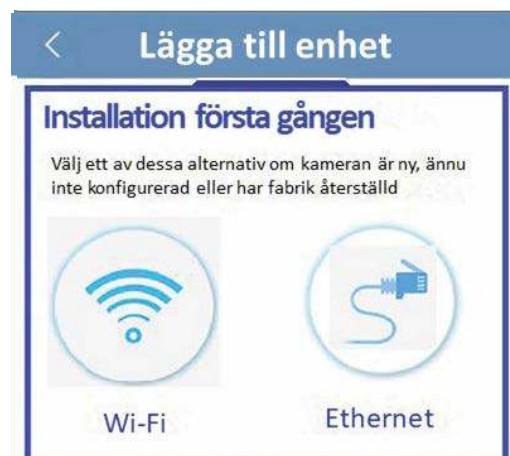 Lägga till enhet
Installation första gången
Välj ett av dessa alternativ om kameran är ny, ännu
inte konfigurerad eller har fabrik återställd
Wi-Fi
Ethernet